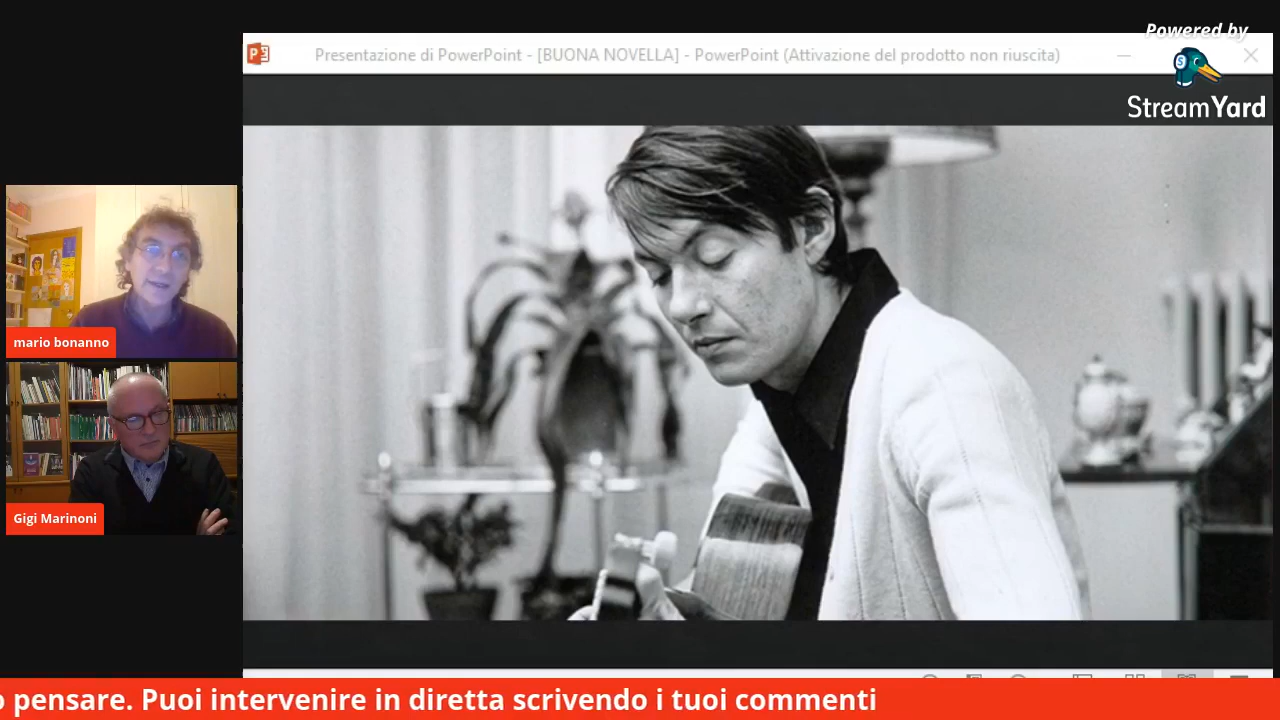 Powered by
StreamYard
Presentazione di PowerPoint - [BUONA NOVELLA] - PowerPoint (Attivazione del prodotto non riuscita)
mario bonanno
Gigi Marinoni
o pensare. Puoi intervenire in diretta scrivendo i tuoi commenti